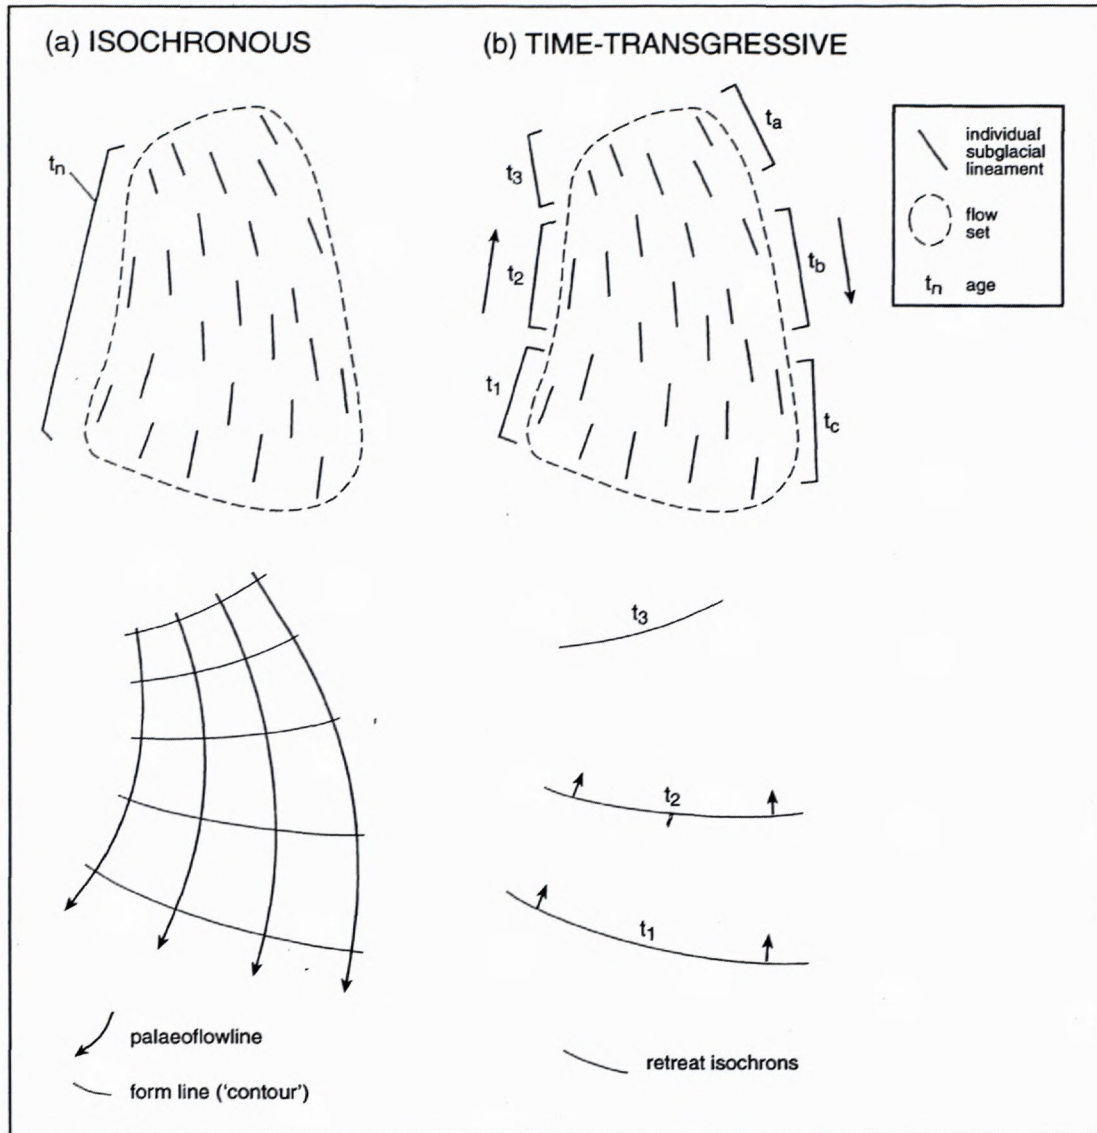 (a) ISOCHRONOUS
(b) TIME-TRANSGRESSIVE
tn
t3
t2
t1
ta
tb
tc
individual
subglacial
lineament
flow
set
tn age
t3
t2
t1
palaeoflowline
form line ('contour')
retreat isochrons